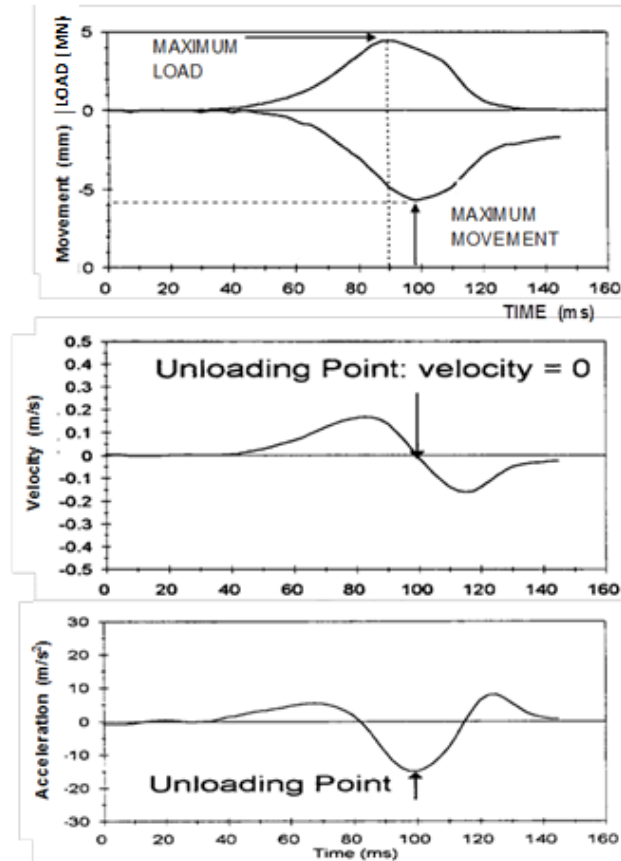 5
MAXIMUM
LOAD
0
-5
MAXIMUM
MOVEMENT
0
Movement (mm) | LOAD [MN]
0 20 40 60 80 100 120 140 160
TIME (ms)
0.5
0.4
0.3
0.2
0.1
0
-0.1
-0.2
-0.3
-0.4
-0.5
Unloading Point: velocity = 0
Velocity (m/s)
0 20 40 60 80 100 120 140 160
30
20
10
0
-10
-20
-30
Unloading Point
Acceleration (m/s²)
0 20 40 60 80 100 120 140 160
Time (ms)